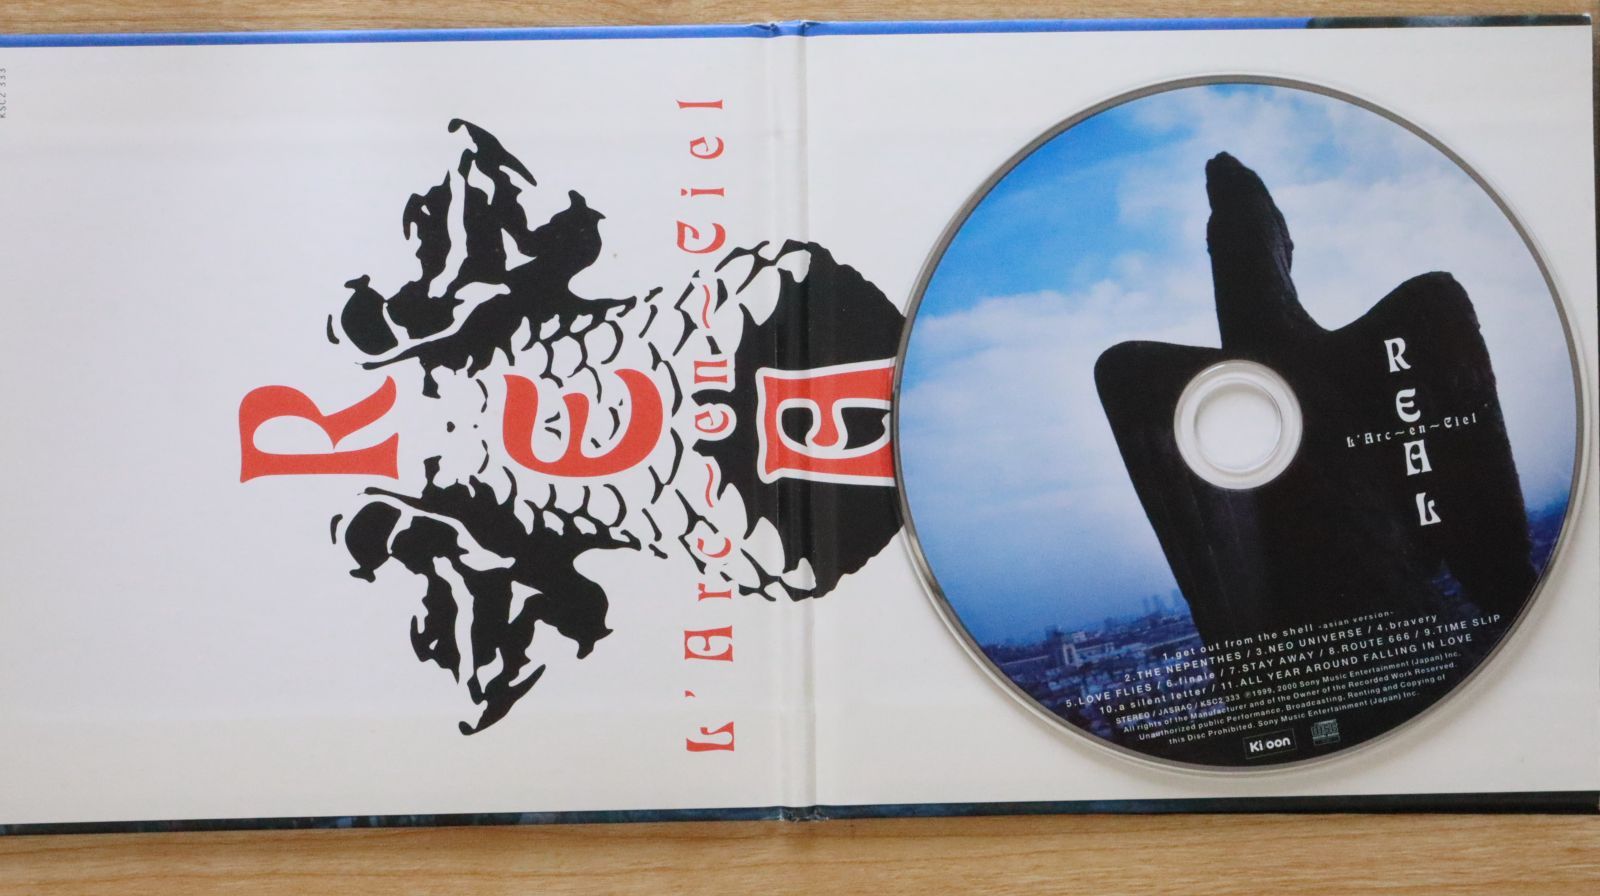 KSC2 333
R E A
L'Arc~en~Ciel
REAL
L'Arc~en~Ciel
1.get out from the shell -asian version-
2.THE NEPENTHES / 3.NEO UNIVERSE / 4.bravery
5.LOVE FLIES / 6.finale / 7.STAY AWAY / 8.ROUTE 666 / 9.TIME SLIP
10.a silent letter / 11.ALL YEAR AROUND FALLING IN LOVE
STEREO / JASRAC / KSC2 333 ℗1999, 2000 Sony Music Entertainment (Japan) Inc.
All rights of the Manufacturer and of the Owner of the Recorded Work Reserved.
Unauthorized public Performance, Broadcasting, Renting and Copying of
this Disc Prohibited. Sony Music Entertainment (Japan) Inc.
Ki oon